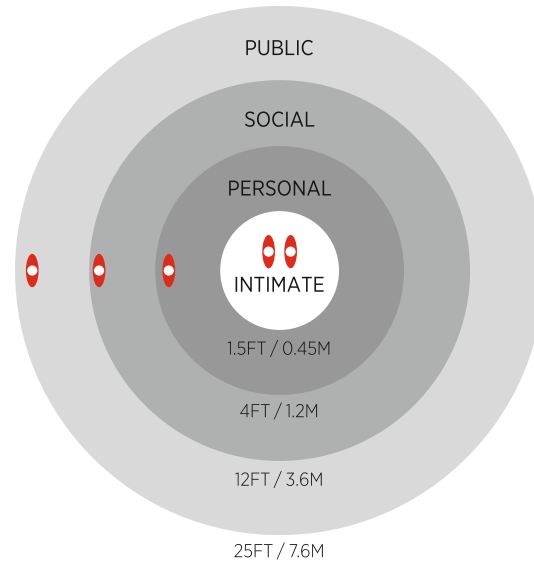 PUBLIC
SOCIAL
PERSONAL
INTIMATE
1.5FT / 0.45M
4FT / 1.2M
12FT / 3.6M
25FT / 7.6M